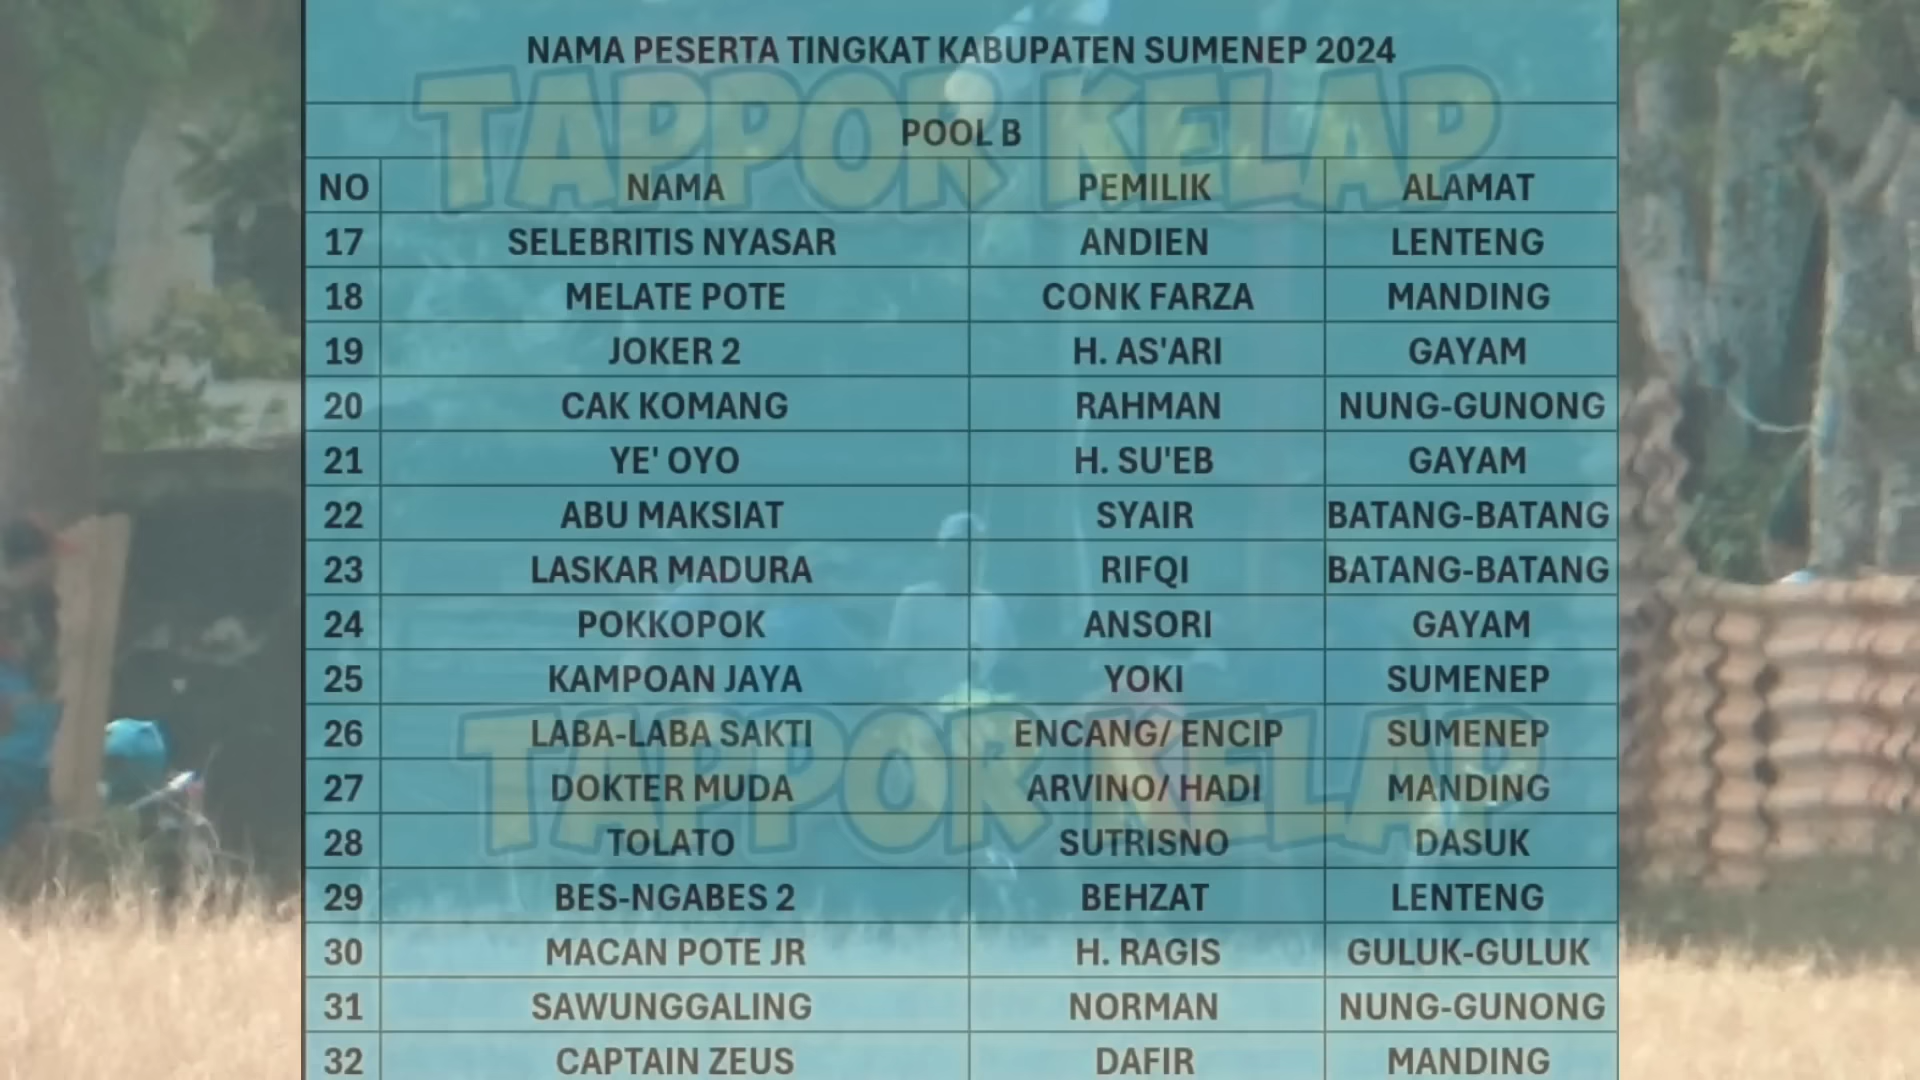 NAMA PESERTA TINGKAT KABUPATEN SUMENEP 2024
TAPPOR KELAP
POOL B
NO NAMA PEMILIK ALAMAT
17 SELEBRITIS NYASAR ANDIEN LENTENG
18 MELATE POTE CONK FARZA MANDING
19 JOKER 2 H. AS'ARI GAYAM
20 CAK KOMANG RAHMAN NUNG-GUNONG
21 YE' OYO H. SU'EB GAYAM
22 ABU MAKSIAT SYAIR BATANG-BATANG
23 LASKAR MADURA RIFQI BATANG-BATANG
24 POKKOPOK ANSORI GAYAM
25 KAMPOAN JAYA YOKI SUMENEP
26 LABA-LABA SAKTI ENCANG/ ENCIP SUMENEP
TAPPOR KELAP
27 DOKTER MUDA ARVINO/ HADI MANDING
28 TOLATO SUTRISNO DASUK
29 BES-NGABES 2 BEHZAT LENTENG
30 MACAN POTE JR H. RAGIS GULUK-GULUK
31 SAWUNGGALING NORMAN NUNG-GUNONG
32 CAPTAIN ZEUS DAFIR MANDING